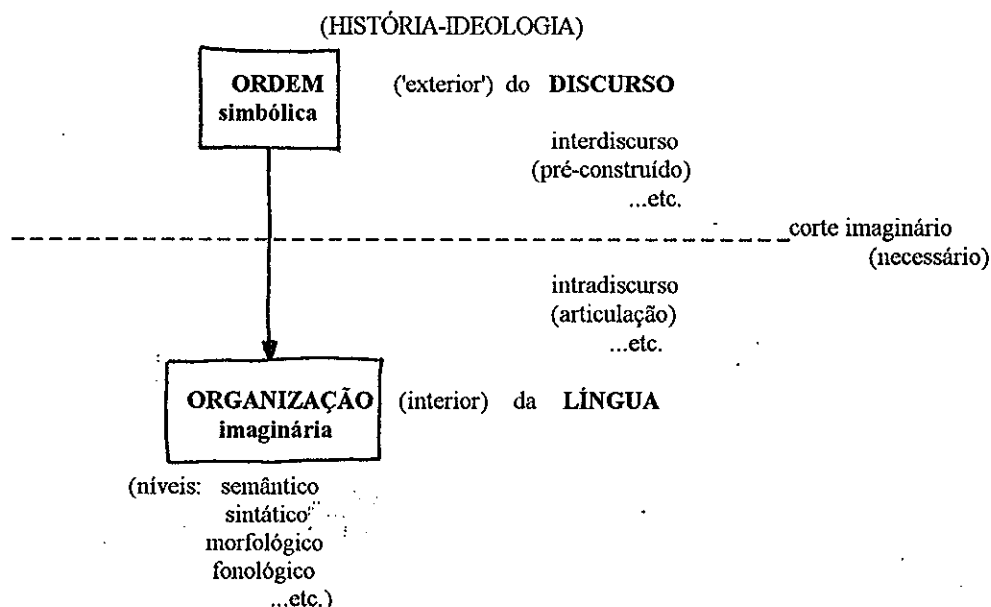 (HISTÓRIA-IDEOLOGIA)
ORDEM ('exterior') do DISCURSO
simbólica
interdiscurso
(pré-construído)
...etc.
corte imaginário
(necessário)
intradiscurso
(articulação)
...etc.
ORGANIZAÇÃO (interior) da LÍNGUA
imaginária
(níveis: semântico
sintático
morfológico
fonológico
...etc.)